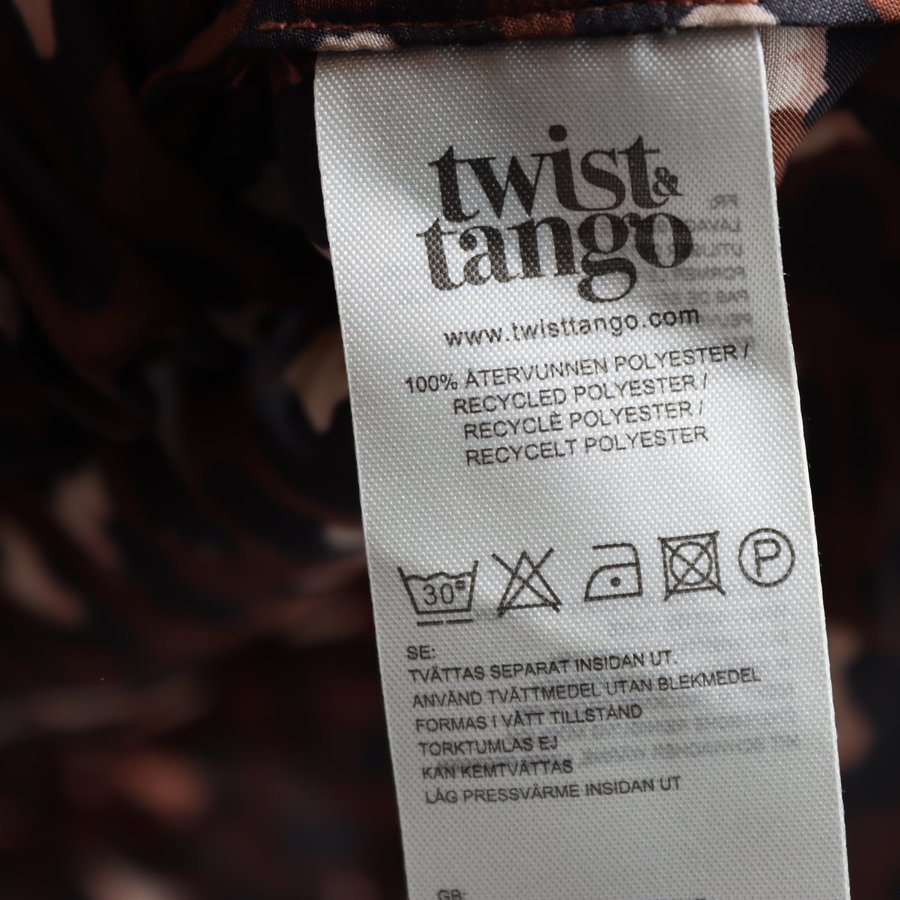 twist &
tango
www.twisttango.com
100% ÅTERVUNNEN POLYESTER /
RECYCLED POLYESTER /
RECYCLÉ POLYESTER /
RECYCELT POLYESTER
30° P
SE:
TVÄTTAS SEPARAT INSIDAN UT.
ANVÄND TVÄTTMEDEL UTAN BLEKMEDEL
FORMAS I VÅTT TILLSTÅND
TORKTUMLAS EJ
KAN KEMTVÄTTAS
LÅG PRESSVÄRME INSIDAN UT
GB: